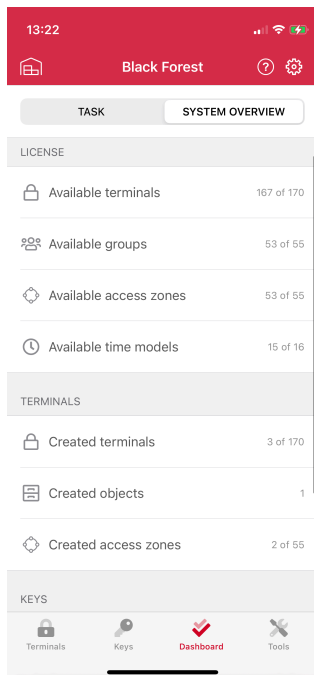 13:22
Black Forest
?
TASK
SYSTEM OVERVIEW
LICENSE
Available terminals
167 of 170
Available groups
53 of 55
Available access zones
53 of 55
Available time models
15 of 16
TERMINALS
Created terminals
3 of 170
Created objects
1
Created access zones
2 of 55
KEYS
Terminals
Keys
Dashboard
Tools